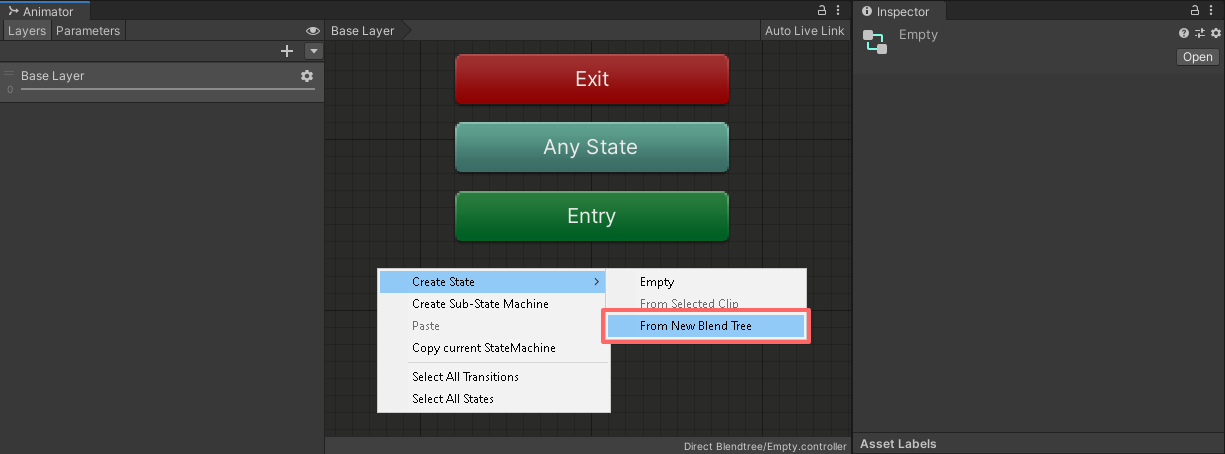 Animator
Inspector
Layers Parameters
Base Layer
Auto Live Link
Empty
Open
Base Layer
0
Exit
Any State
Entry
Create State
Create Sub-State Machine
Paste
Copy current StateMachine
Select All Transitions
Select All States
Empty
From Selected Clip
From New Blend Tree
Direct Blendtree/Empty.controller
Asset Labels